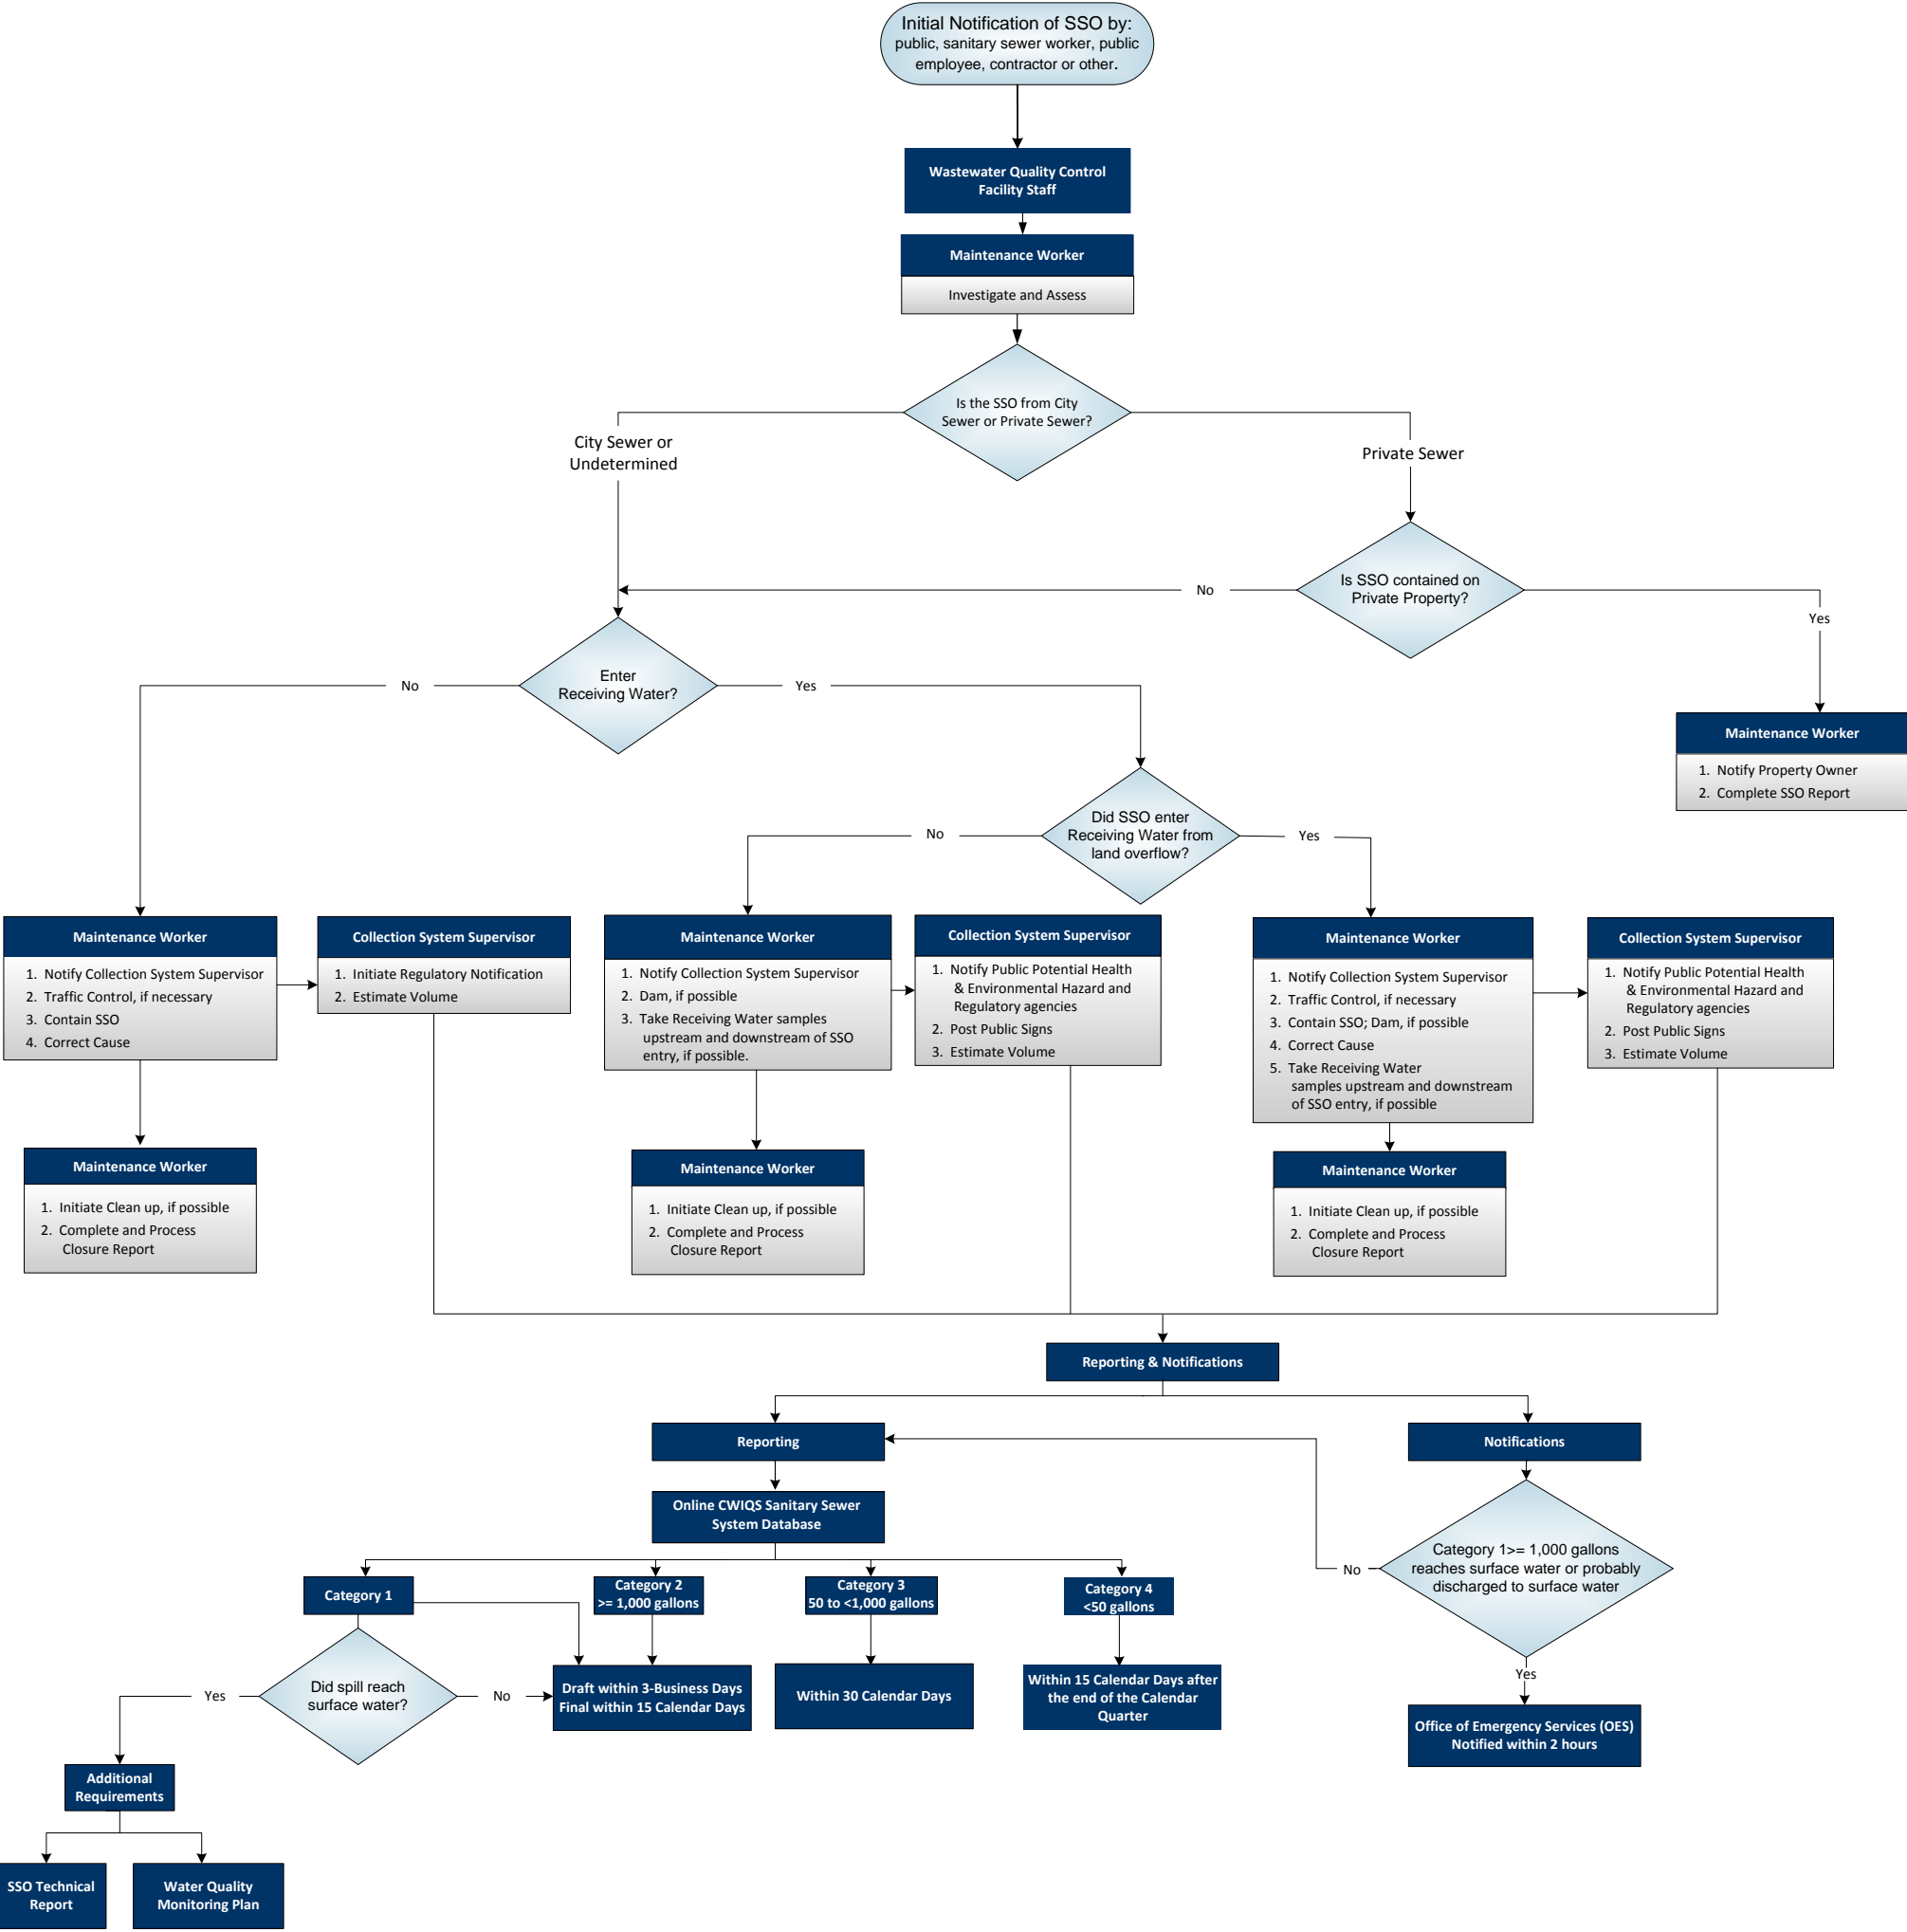 Initial Notification of SSO by:
public, sanitary sewer worker, public
employee, contractor or other.
Wastewater Quality Control
Facility Staff
Maintenance Worker
Investigate and Assess
Is the SSO from City
Sewer or Private Sewer?
City Sewer or
Undetermined
Private Sewer
Is SSO contained on
Private Property?
No
Yes
Enter
Receiving Water?
No
Yes
Maintenance Worker
1. Notify Property Owner
2. Complete SSO Report
Did SSO enter
Receiving Water from
land overflow?
No
Yes
Maintenance Worker
1. Notify Collection System Supervisor
2. Traffic Control, if necessary
3. Contain SSO
4. Correct Cause
Collection System Supervisor
1. Initiate Regulatory Notification
2. Estimate Volume
Maintenance Worker
1. Notify Collection System Supervisor
2. Dam, if possible
3. Take Receiving Water samples
upstream and downstream of SSO
entry, if possible.
Collection System Supervisor
1. Notify Public Potential Health
& Environmental Hazard and
Regulatory agencies
2. Post Public Signs
3. Estimate Volume
Maintenance Worker
1. Notify Collection System Supervisor
2. Traffic Control, if necessary
3. Contain SSO; Dam, if possible
4. Correct Cause
5. Take Receiving Water
samples upstream and downstream
of SSO entry, if possible
Collection System Supervisor
1. Notify Public Potential Health
& Environmental Hazard and
Regulatory agencies
2. Post Public Signs
3. Estimate Volume
Maintenance Worker
1. Initiate Clean up, if possible
2. Complete and Process
Closure Report
Maintenance Worker
1. Initiate Clean up, if possible
2. Complete and Process
Closure Report
Maintenance Worker
1. Initiate Clean up, if possible
2. Complete and Process
Closure Report
Reporting & Notifications
Reporting
Notifications
Online CWIQS Sanitary Sewer
System Database
Category 1>= 1,000 gallons
reaches surface water or probably
discharged to surface water
No
Yes
Category 1
Category 2
>= 1,000 gallons
Category 3
50 to <1,000 gallons
Category 4
<50 gallons
Did spill reach
surface water?
Yes
No
Draft within 3-Business Days
Final within 15 Calendar Days
Within 30 Calendar Days
Within 15 Calendar Days after
the end of the Calendar
Quarter
Office of Emergency Services (OES)
Notified within 2 hours
Additional
Requirements
SSO Technical
Report
Water Quality
Monitoring Plan